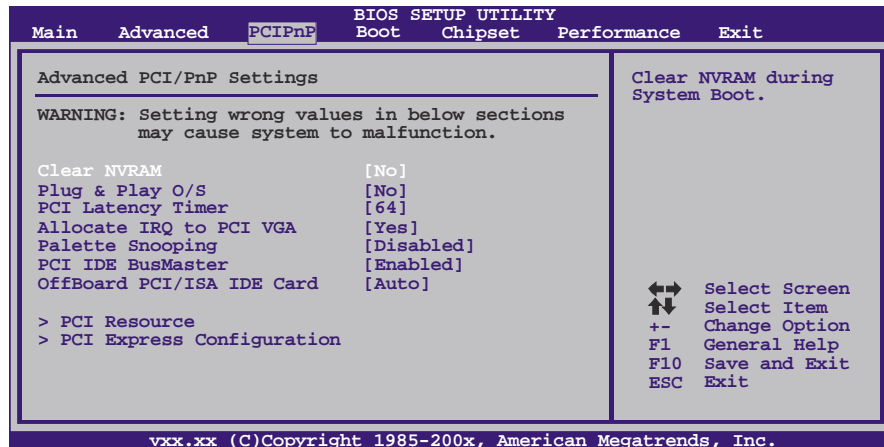 BIOS SETUP UTILITY
Main Advanced PCIPnP Boot Chipset Performance Exit
Advanced PCI/PnP Settings
WARNING: Setting wrong values in below sections
may cause system to malfunction.
Clear NVRAM [No]
Plug & Play O/S [No]
PCI Latency Timer [64]
Allocate IRQ to PCI VGA [Yes]
Palette Snooping [Disabled]
PCI IDE BusMaster [Enabled]
OffBoard PCI/ISA IDE Card [Auto]
> PCI Resource
> PCI Express Configuration
Clear NVRAM during
System Boot.
Select Screen
Select Item
+- Change Option
F1 General Help
F10 Save and Exit
ESC Exit
vxx.xx (C)Copyright 1985-200x, American Megatrends, Inc.